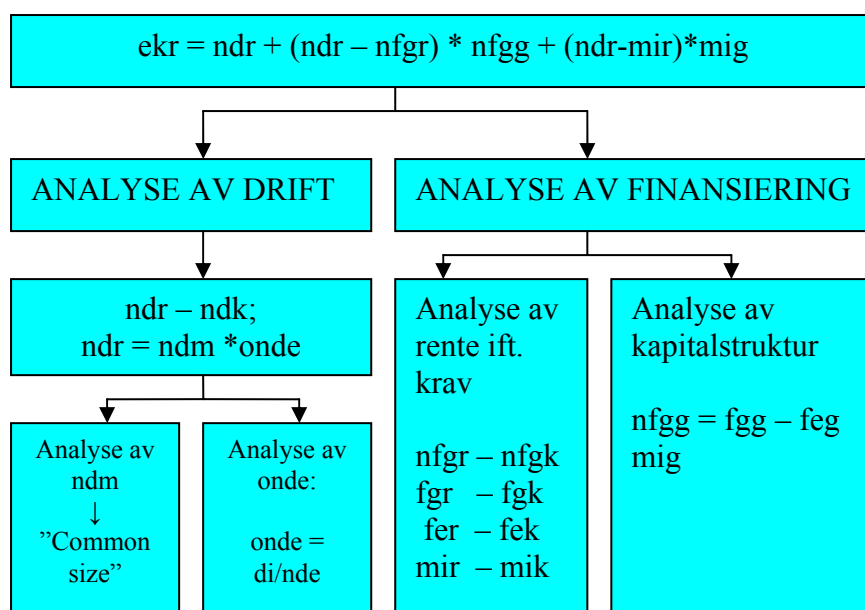 ekr = ndr + (ndr – nfgr) * nfgg + (ndr-mir)*mig
ANALYSE AV DRIFT
ANALYSE AV FINANSIERING
ndr – ndk;
ndr = ndm *onde
Analyse av
ndm
↓
”Common
size”
Analyse av
onde:
onde =
di/nde
Analyse av
rente ift.
krav
nfgr – nfgk
fgr – fgk
fer – fek
mir – mik
Analyse av
kapitalstruktur
nfgg = fgg – feg
mig